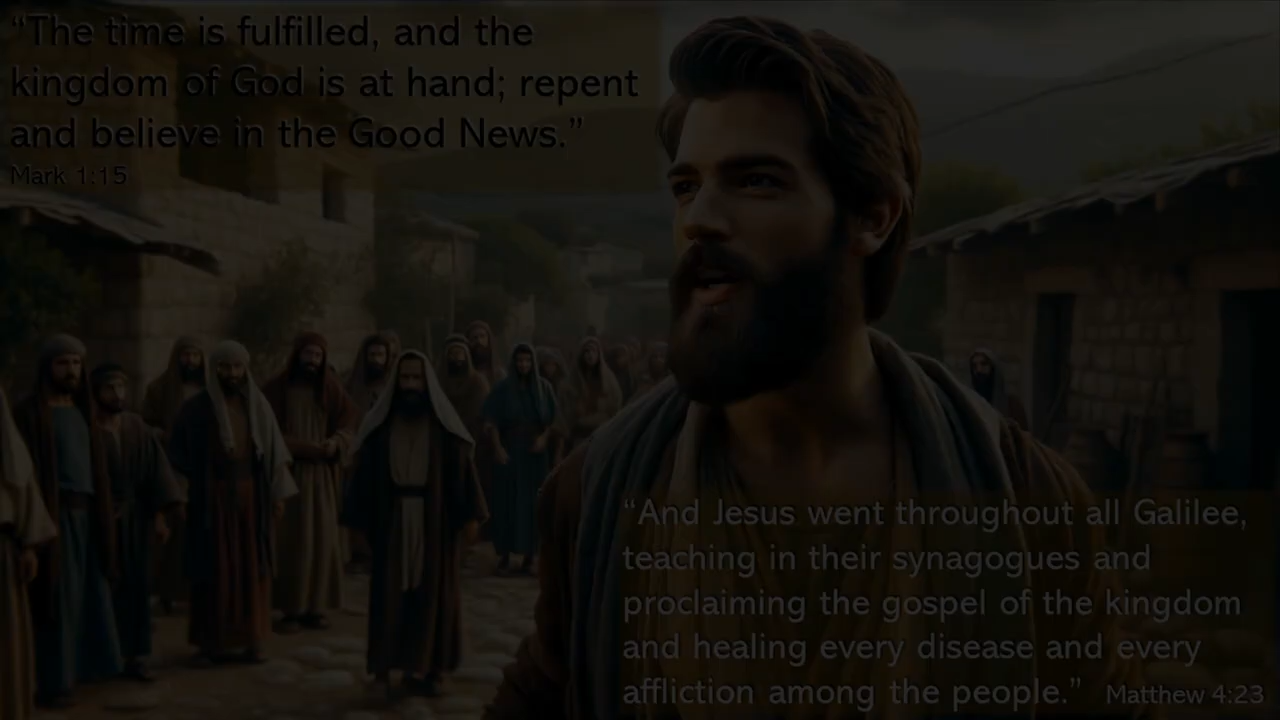 “The time is fulfilled, and the
kingdom of God is at hand; repent
and believe in the Good News.”
Mark 1:15
“And Jesus went throughout all Galilee,
teaching in their synagogues and
proclaiming the gospel of the kingdom
and healing every disease and every
affliction among the people.” Matthew 4:23